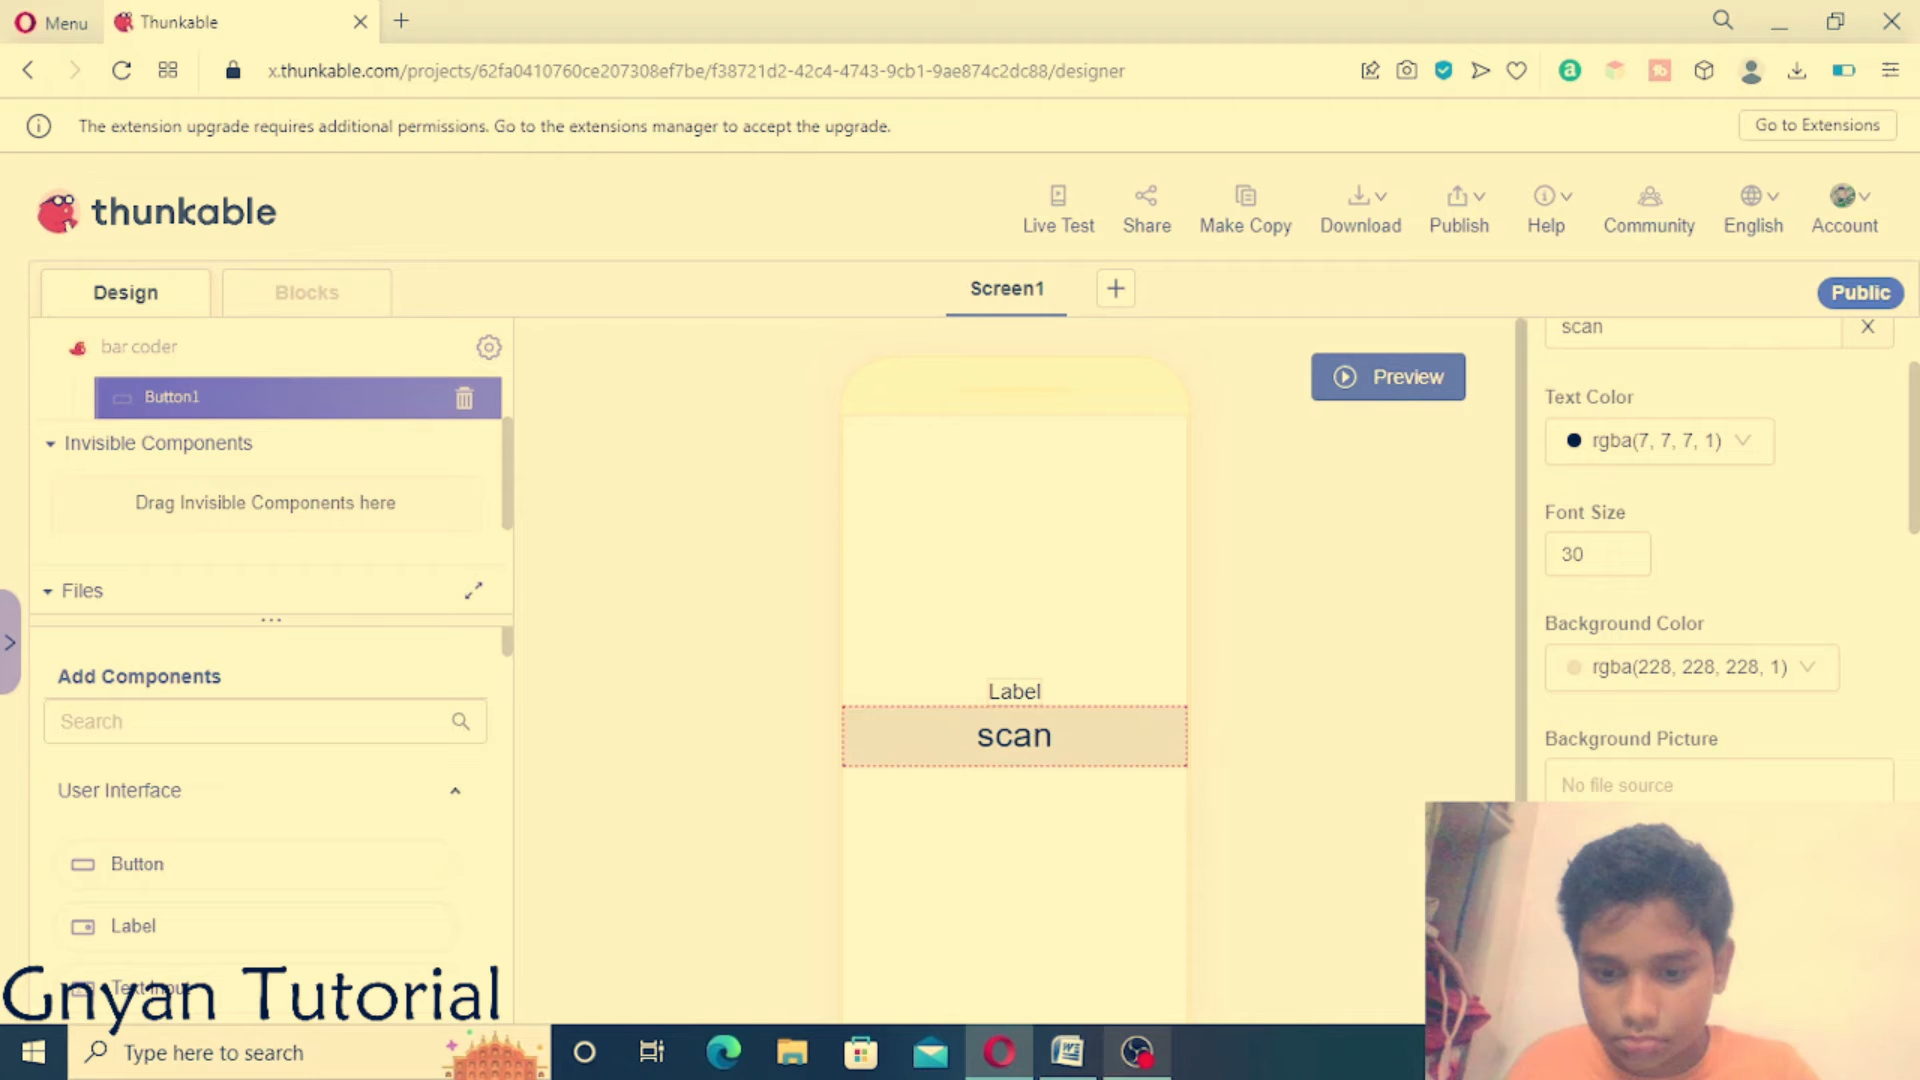 Menu
Thunkable
x.thunkable.com/projects/62fa0410760ce207308ef7be/f38721d2-42c4-4743-9cb1-9ae874c2dc88/designer
The extension upgrade requires additional permissions. Go to the extensions manager to accept the upgrade.
Go to Extensions
thunkable
Live Test
Share
Make Copy
Download
Publish
Help
Community
English
Account
Design
Blocks
Screen1
Public
bar coder
Button1
Invisible Components
Drag Invisible Components here
Files
Add Components
Search
User Interface
Button
Label
Text Input
Preview
Label
scan
scan
Text Color
rgba(7, 7, 7, 1)
Font Size
30
Background Color
rgba(228, 228, 228, 1)
Background Picture
No file source
Gnyan Tutorial
Type here to search